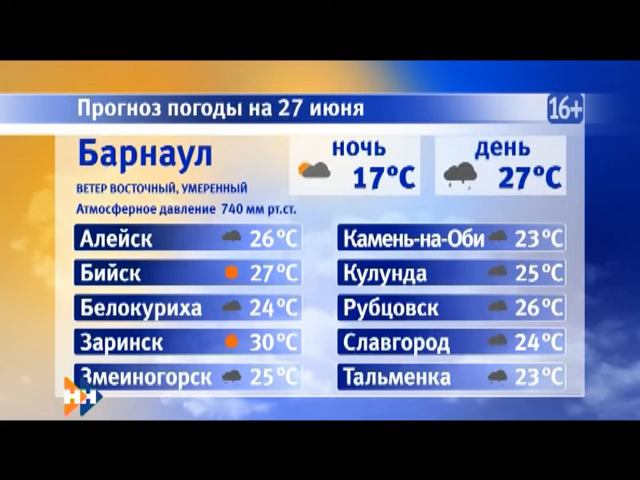 Прогноз погоды на 27 июня 16+
Барнаул
ВЕТЕР ВОСТОЧНЫЙ, УМЕРЕННЫЙ
Атмосферное давление 740 мм рт.ст.
ночь
17°C
день
27°C
Алейск 26°C
Бийск 27°C
Белокуриха 24°C
Заринск 30°C
Змеиногорск 25°C
Камень-на-Оби 23°C
Кулунда 25°C
Рубцовск 26°C
Славгород 24°C
Тальменка 23°C
НН